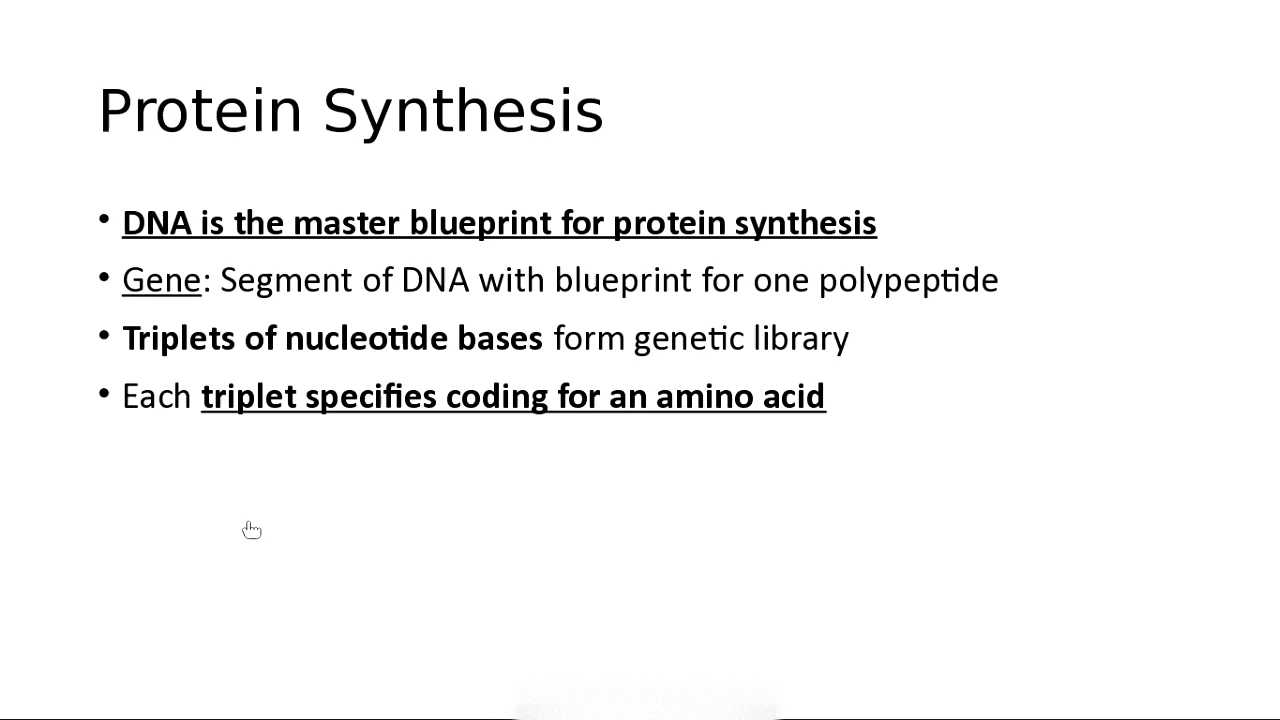 Protein Synthesis
• DNA is the master blueprint for protein synthesis
• Gene: Segment of DNA with blueprint for one polypeptide
• Triplets of nucleotide bases form genetic library
• Each triplet specifies coding for an amino acid